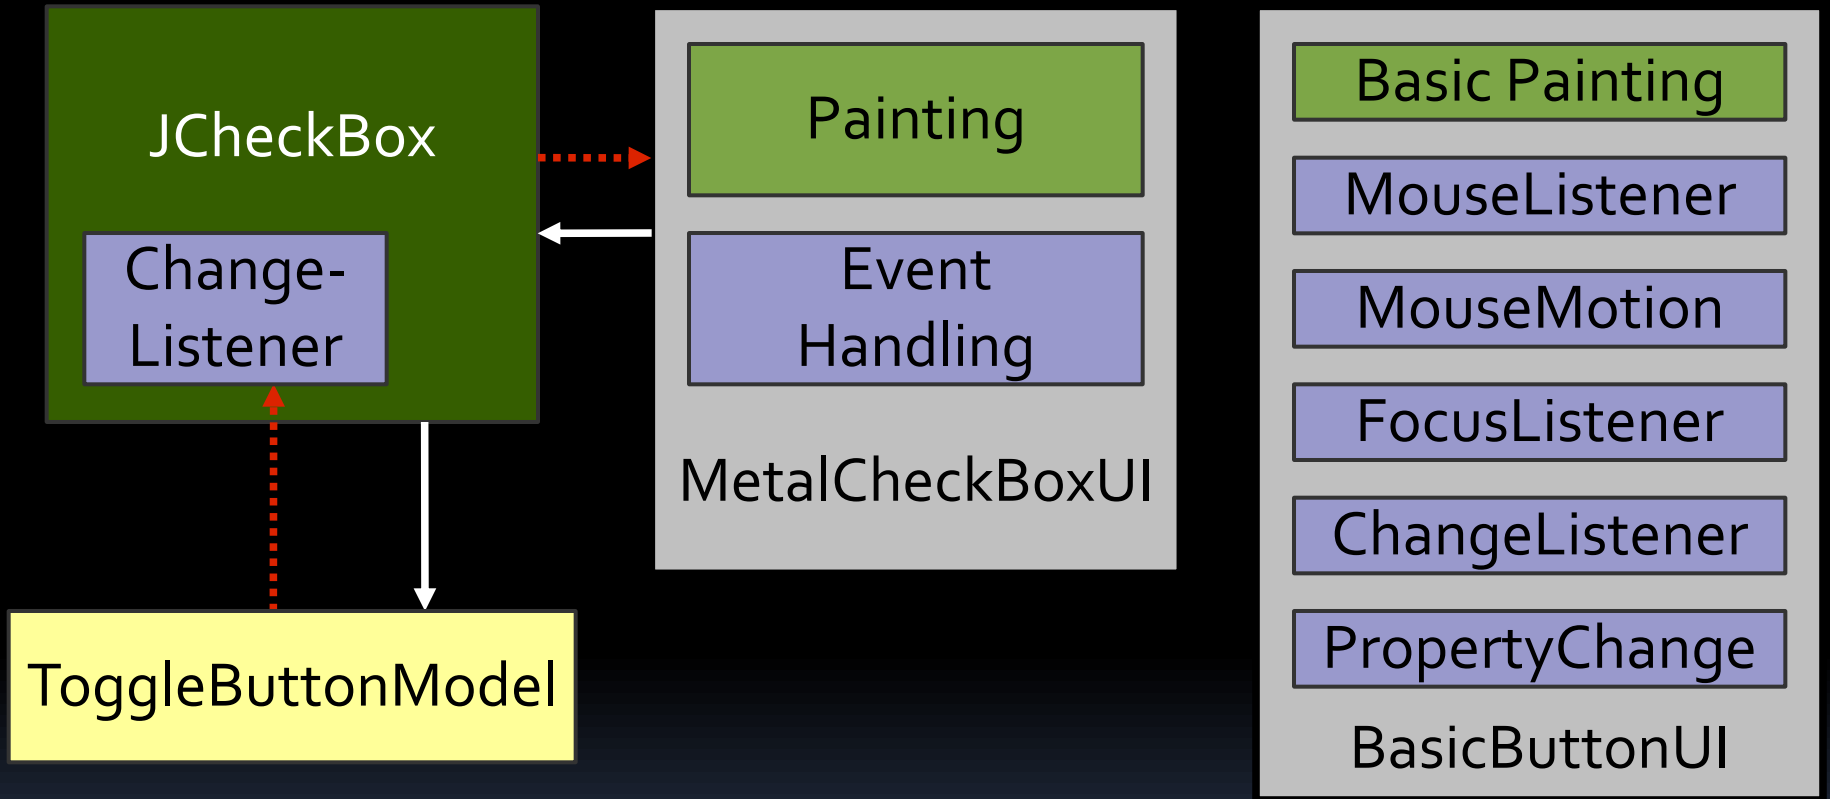 JCheckBox
Change-
Listener
ToggleButtonModel
Painting
Event
Handling
MetalCheckBoxUI
Basic Painting
MouseListener
MouseMotion
FocusListener
ChangeListener
PropertyChange
BasicButtonUI